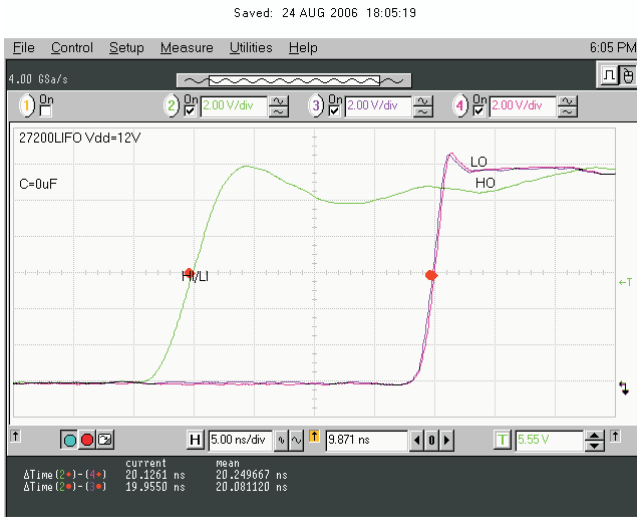 Saved: 24 AUG 2006 18:05:19
File Control Setup Measure Utilities Help 6:05 PM
4.00 GSa/s
1) On 2) On 2.00 V/div 3) On 2.00 V/div 4) On 2.00 V/div
27200LIFO Vdd=12V
LO
C=0uF
HO
HI/LI
←T
H 5.00 ns/div 9.871 ns 0 T 5.55 V
current mean
ΔTime(2●)-(4●) 20.1261 ns 20.249667 ns
ΔTime(2●)-(3●) 19.9550 ns 20.081120 ns